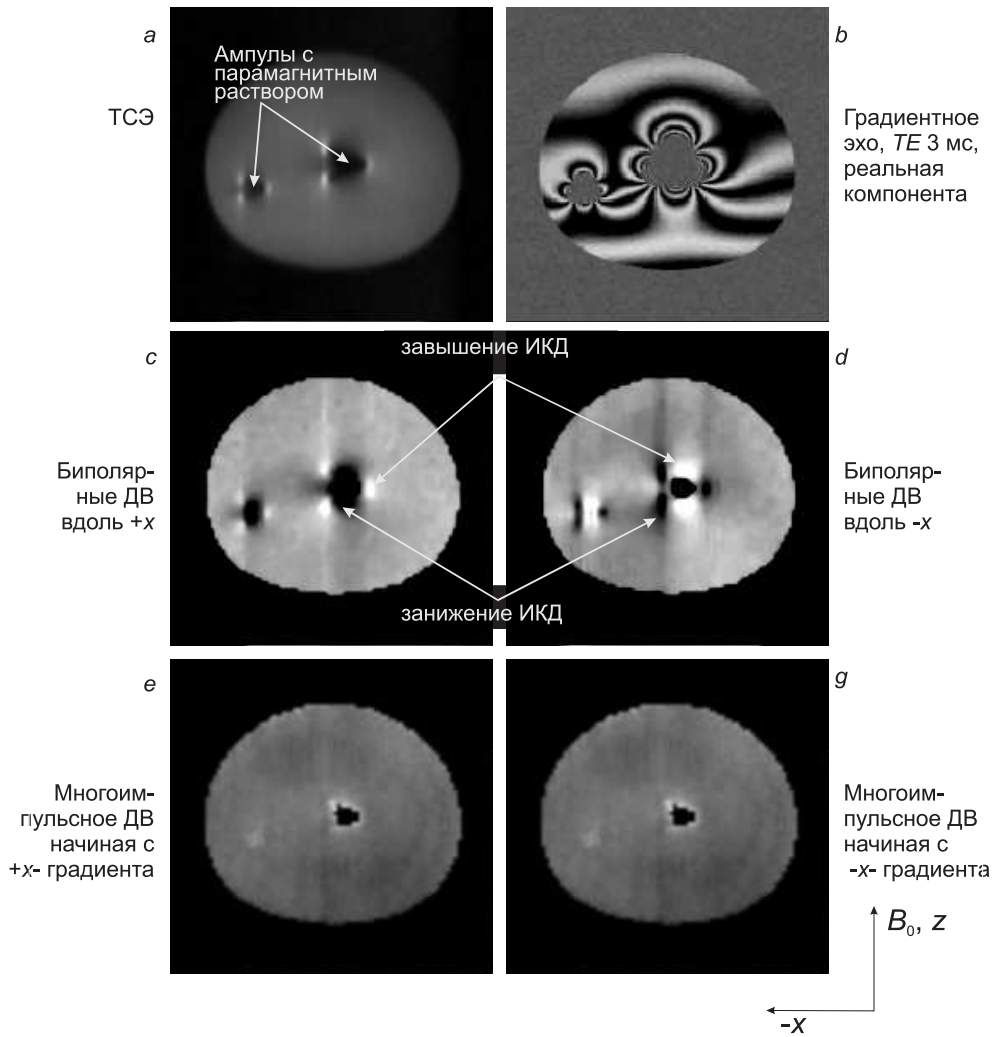 a
Ампулы с
парамагнитным
раствором
ТСЭ
b
Градиентное
эхо, TE 3 мс,
реальная
компонента
c
завышение ИКД
d
Биполяр-
ные ДВ
вдоль +x
Биполяр-
ные ДВ
вдоль -x
занижение ИКД
e
g
Многоим-
пульсное ДВ
начиная с
+x- градиента
Многоим-
пульсное ДВ
начиная с
-x- градиента
B₀, z
-x